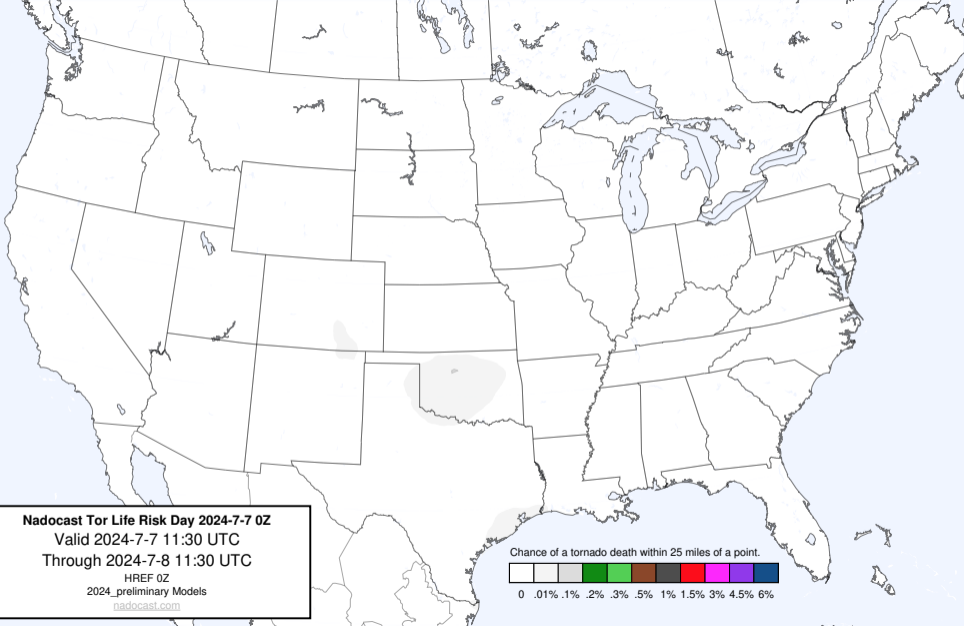 Nadocast Tor Life Risk Day 2024-7-7 0Z
Valid 2024-7-7 11:30 UTC
Through 2024-7-8 11:30 UTC
HREF 0Z
2024_preliminary Models
nadocast.com
Chance of a tornado death within 25 miles of a point.
0 .01% .1% .2% .3% .5% 1% 1.5% 3% 4.5% 6%